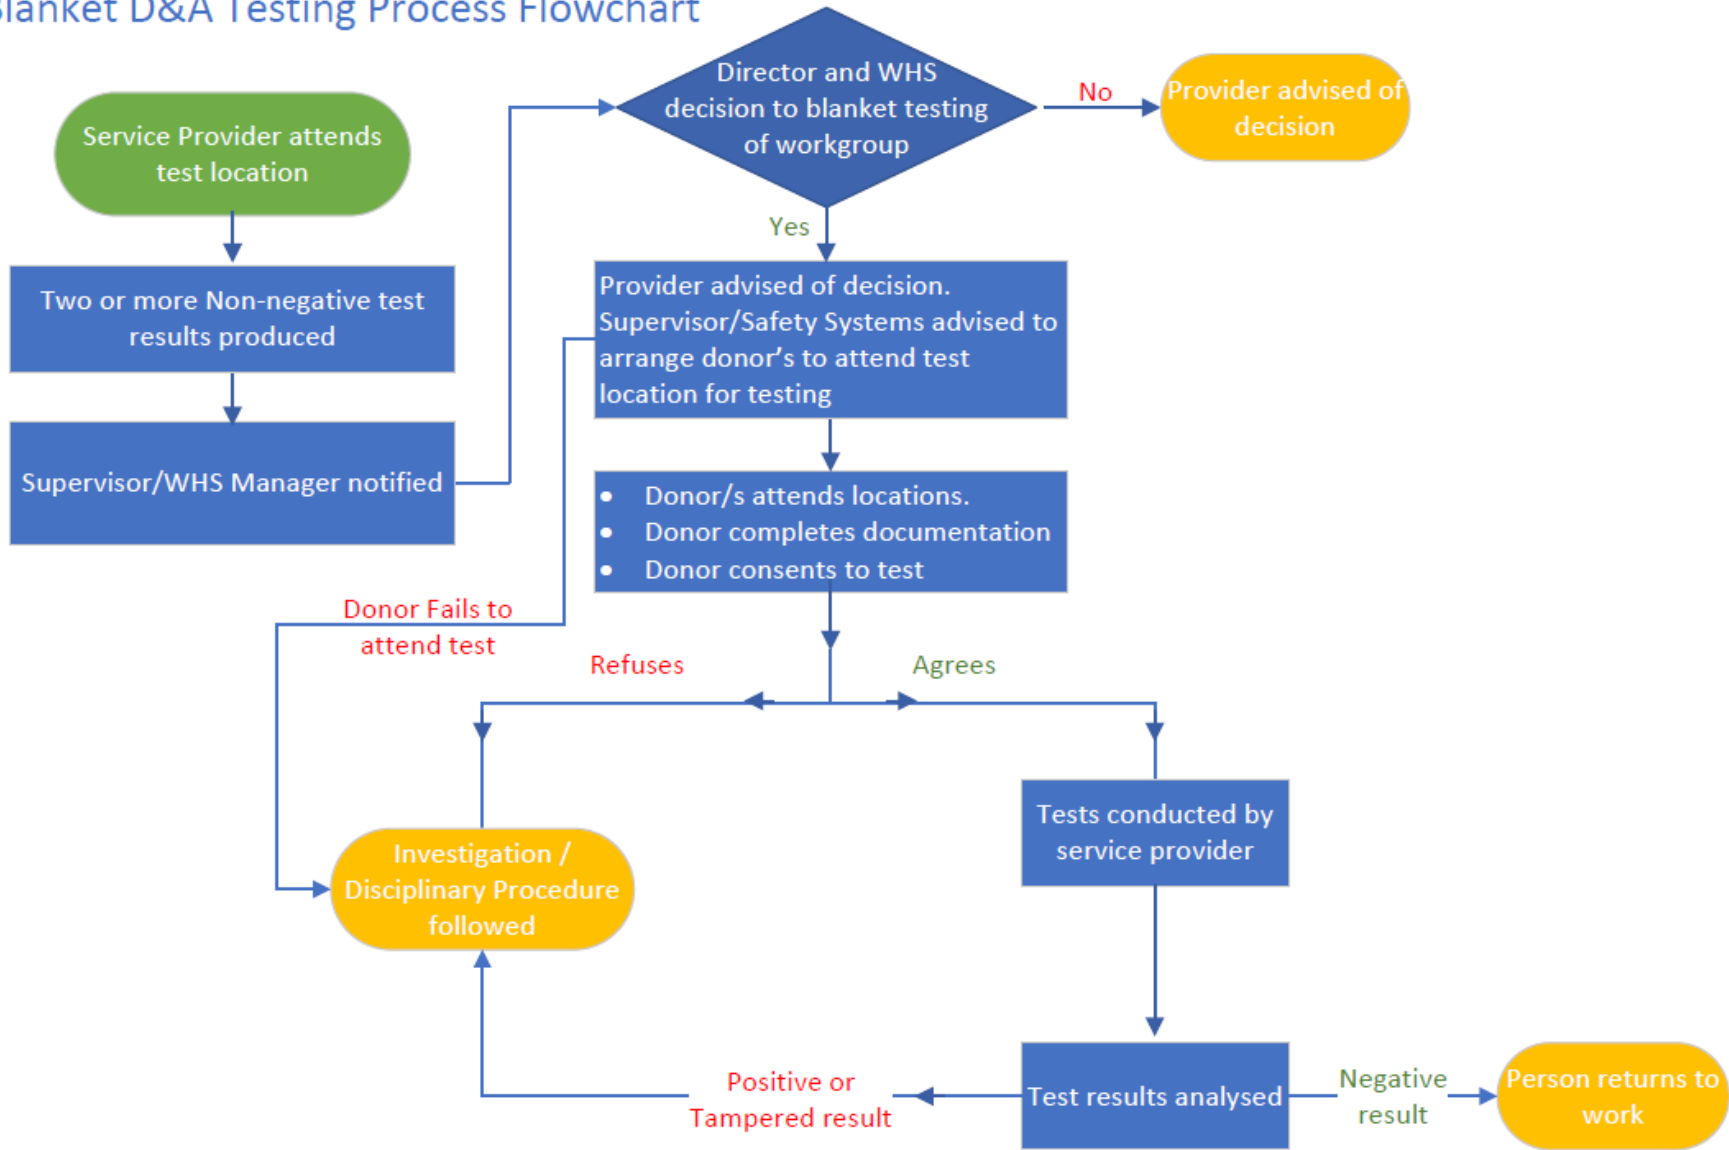 Blanket D&A Testing Process Flowchart
Service Provider attends
test location
Two or more Non-negative test
results produced
Supervisor/WHS Manager notified
Director and WHS
decision to blanket testing
of workgroup
No
Provider advised of
decision
Yes
Provider advised of decision.
Supervisor/Safety Systems advised to
arrange donor's to attend test
location for testing
• Donor/s attends locations.
• Donor completes documentation
• Donor consents to test
Donor Fails to
attend test
Refuses
Agrees
Tests conducted by
service provider
Investigation /
Disciplinary Procedure
followed
Positive or
Tampered result
Test results analysed
Negative
result
Person returns to
work